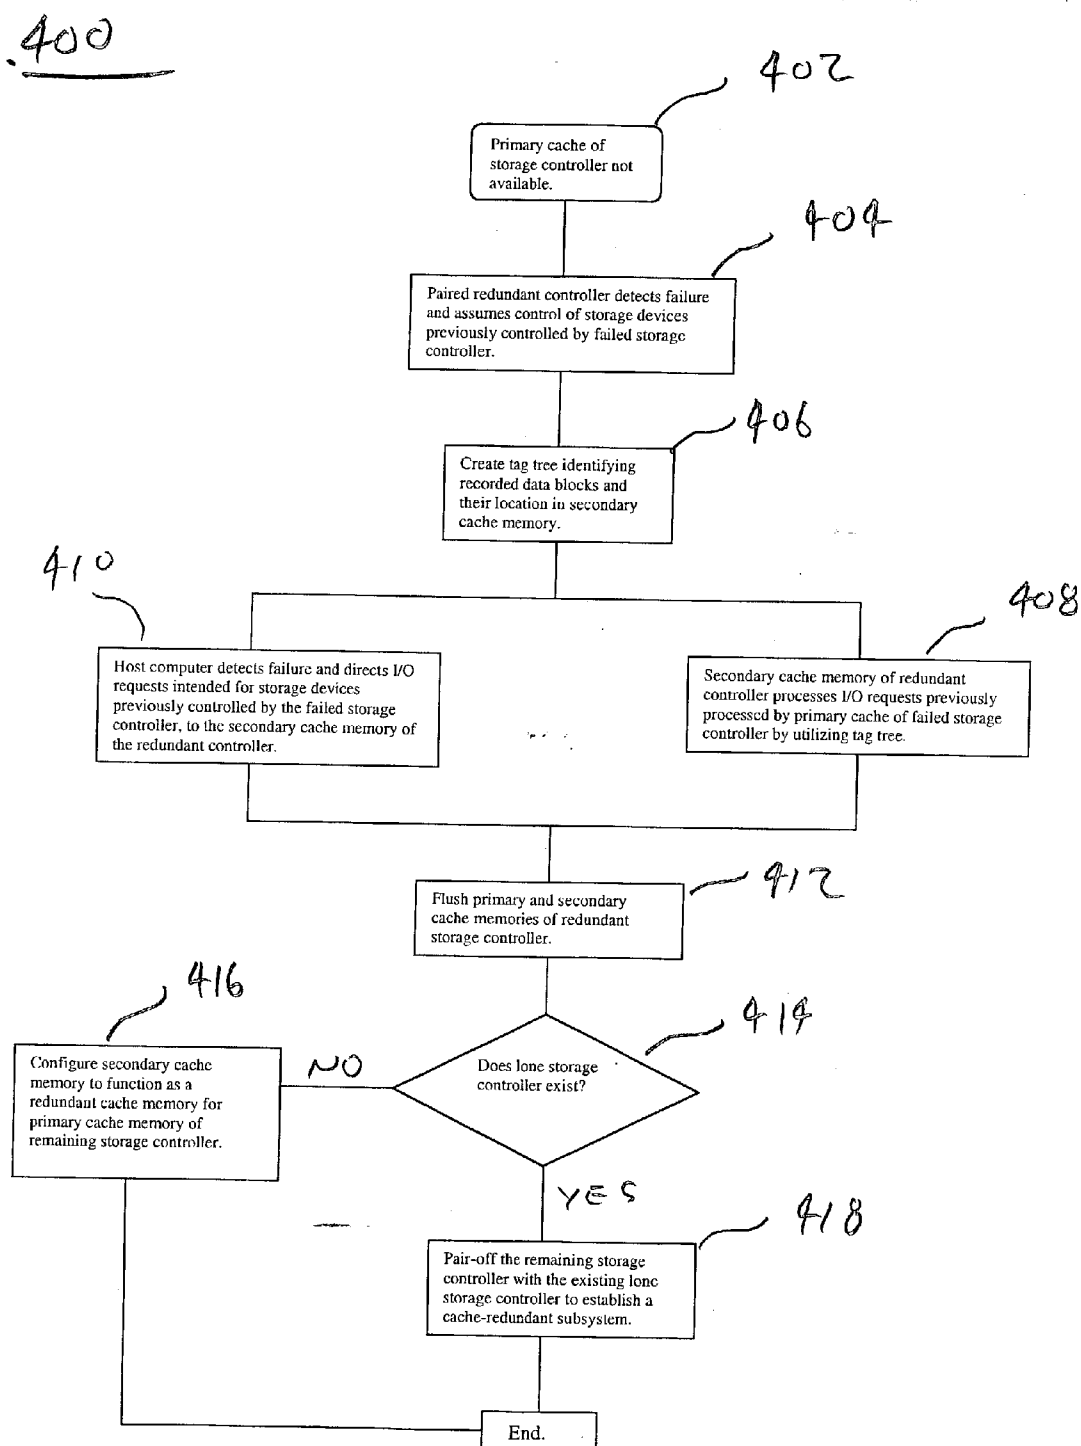 400
402
Primary cache of
storage controller not
available.
404
Paired redundant controller detects failure
and assumes control of storage devices
previously controlled by failed storage
controller.
406
Create tag tree identifying
recorded data blocks and
their location in secondary
cache memory.
410
408
Host computer detects failure and directs I/O
requests intended for storage devices
previously controlled by the failed storage
controller, to the secondary cache memory of
the redundant controller.
Secondary cache memory of redundant
controller processes I/O requests previously
processed by primary cache of failed storage
controller by utilizing tag tree.
412
Flush primary and secondary
cache memories of redundant
storage controller.
416
414
Configure secondary cache
memory to function as a
redundant cache memory for
primary cache memory of
remaining storage controller.
NO
Does lone storage
controller exist?
YES
418
Pair-off the remaining storage
controller with the existing lone
storage controller to establish a
cache-redundant subsystem.
End.